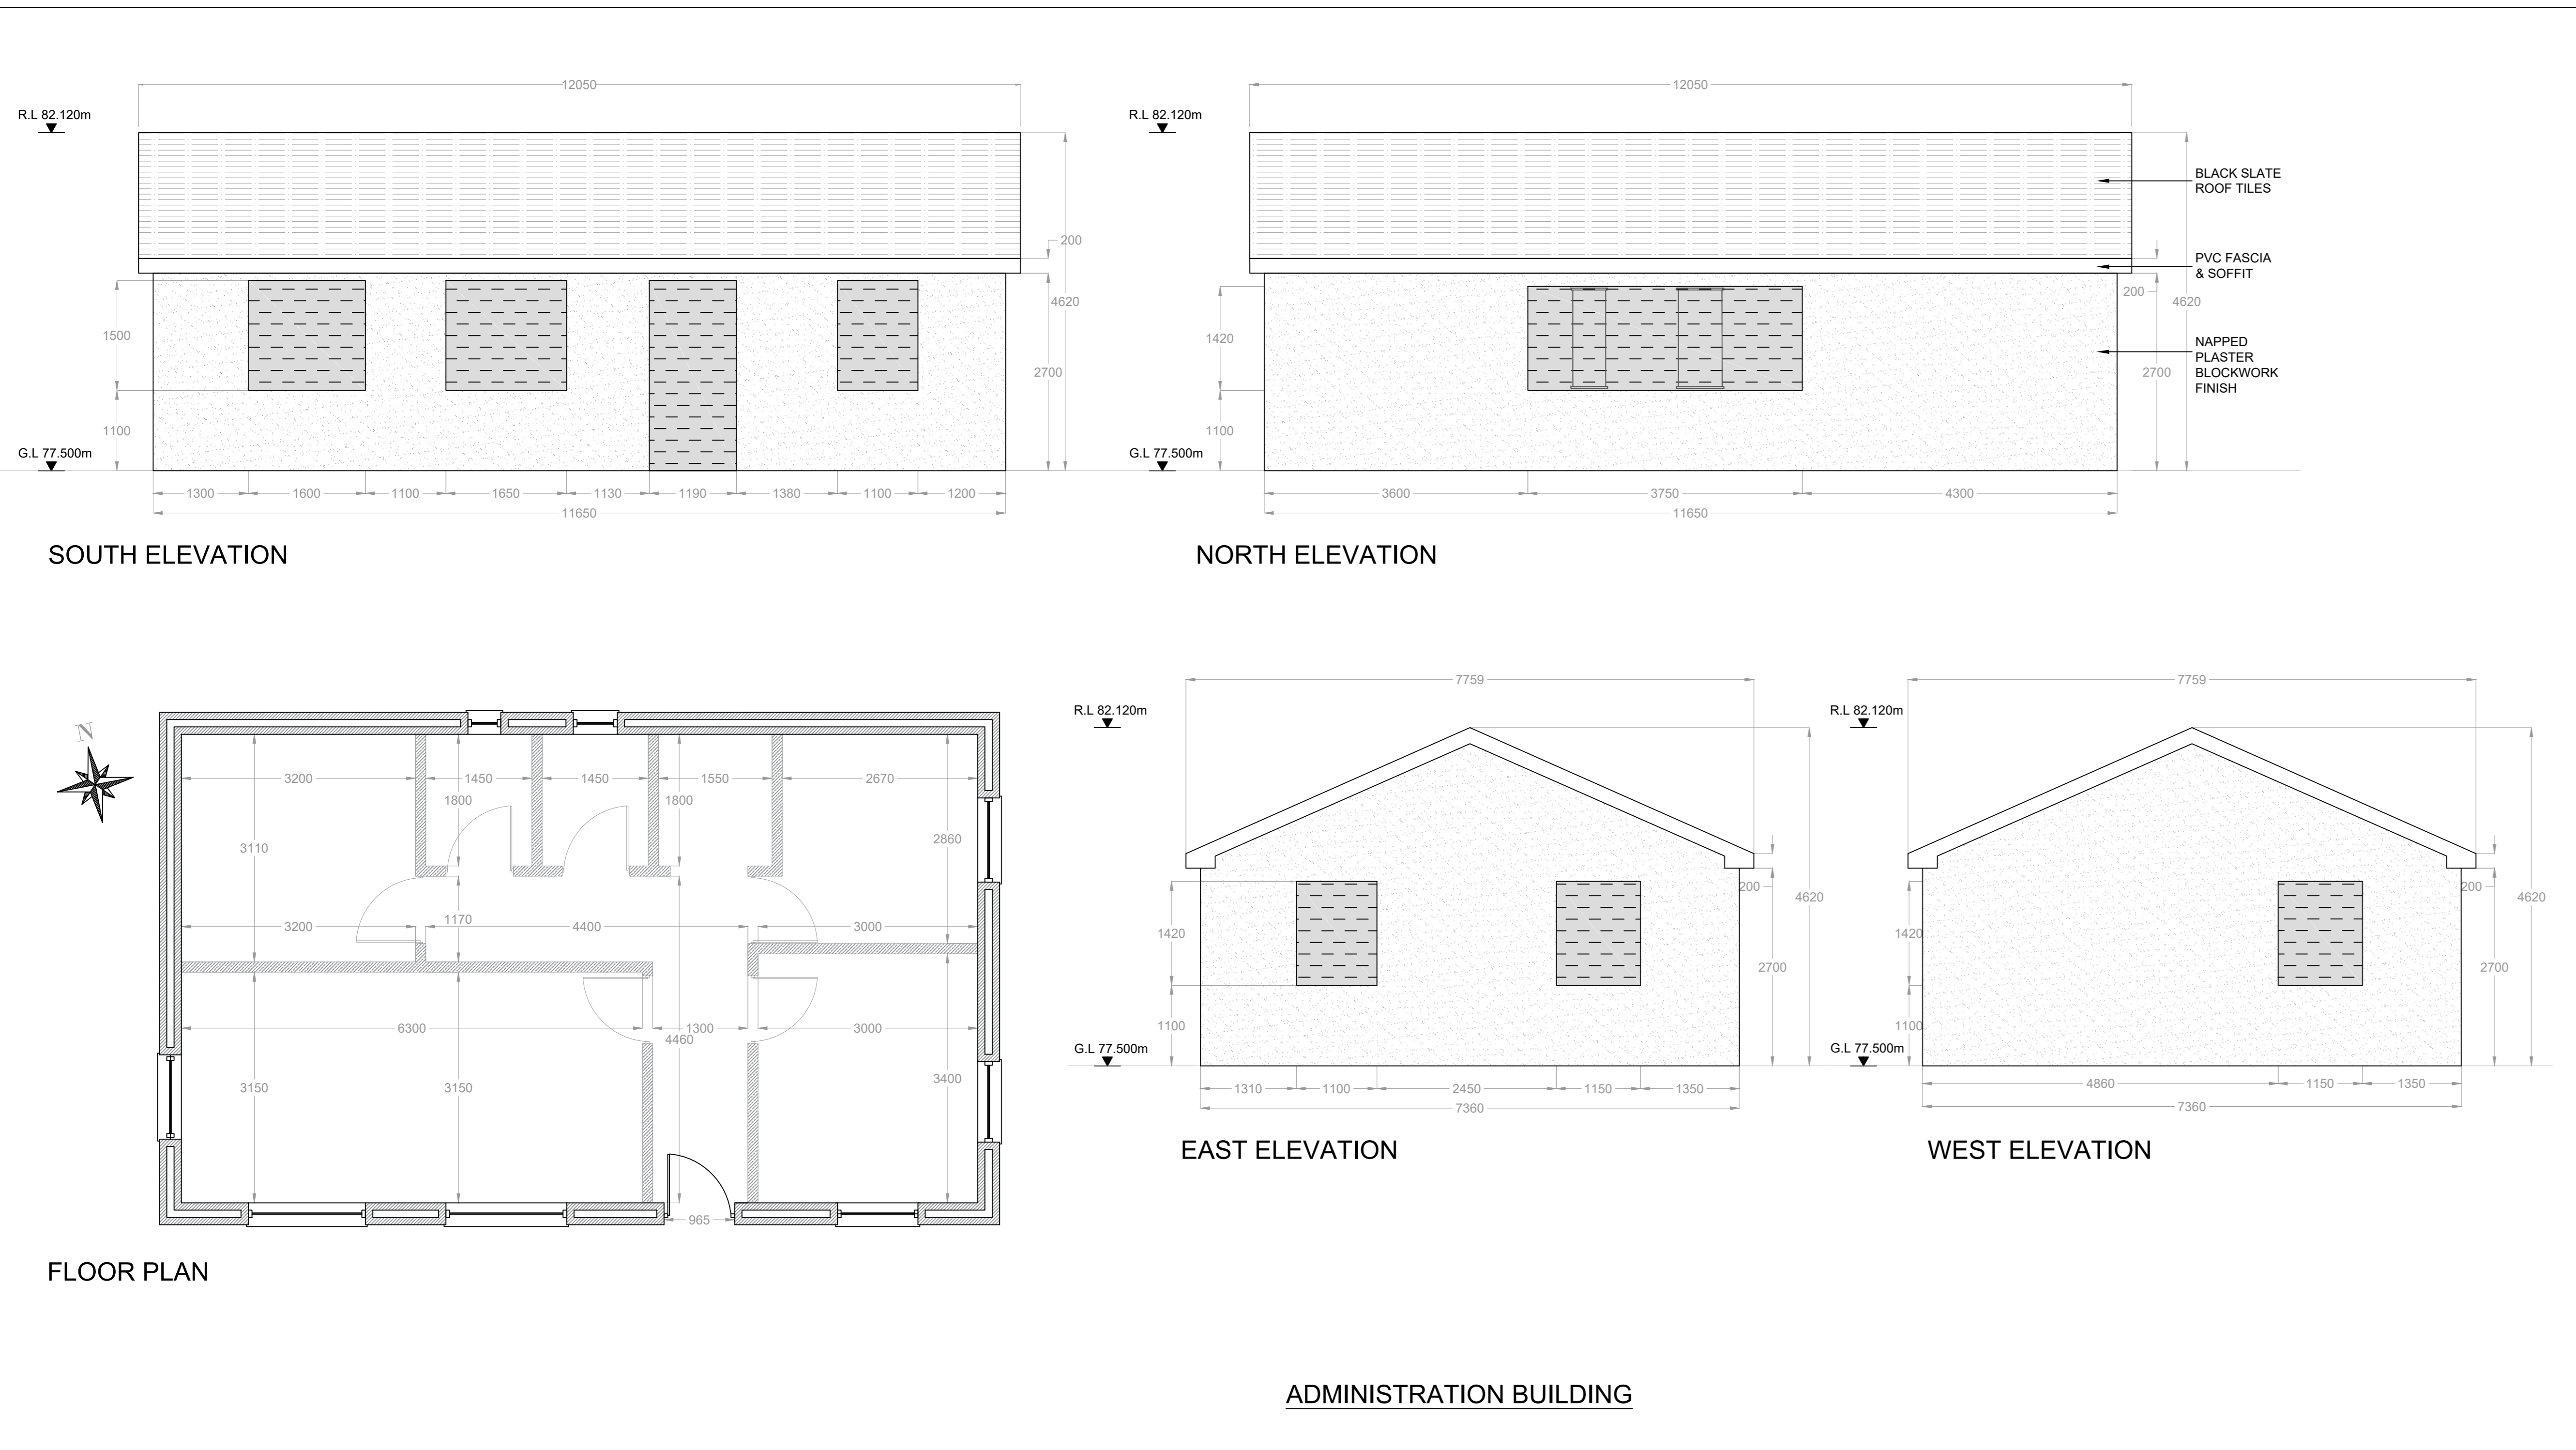 12050
R.L 82.120m
200
4620
1500
2700
1100
G.L 77.500m
1300 1600 1100 1650 1130 1190 1380 1100 1200
11650
SOUTH ELEVATION
12050
R.L 82.120m
BLACK SLATE
ROOF TILES
PVC FASCIA
& SOFFIT
200
4620
1420
NAPPED
PLASTER
BLOCKWORK
FINISH
2700
1100
G.L 77.500m
3600 3750 4300
11650
NORTH ELEVATION
N
3200 1450 1450 1550 2670
1800 1800
3110 2860
1170
3200 4400 3000
6300 1300 3000
4460
3150 3150 3400
965
FLOOR PLAN
7759
R.L 82.120m
200
4620
1420
2700
1100
G.L 77.500m
1310 1100 2450 1150 1350
7360
EAST ELEVATION
7759
R.L 82.120m
200
4620
1420
2700
1100
G.L 77.500m
4860 1150 1350
7360
WEST ELEVATION
ADMINISTRATION BUILDING